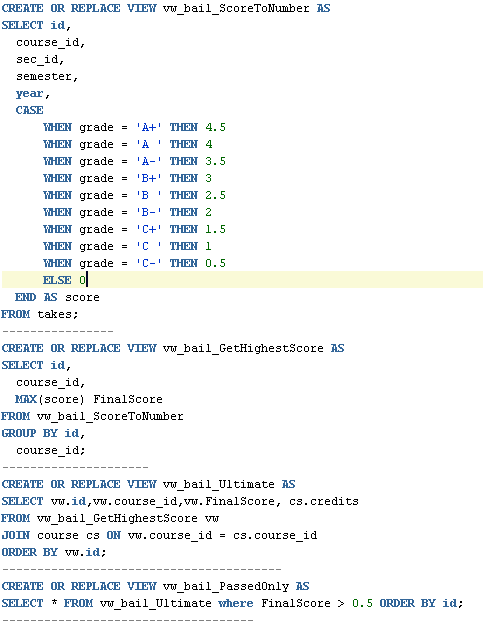 CREATE OR REPLACE VIEW vw_bail_ScoreToNumber AS
SELECT id,
  course_id,
  sec_id,
  semester,
  year,
  CASE
      WHEN grade = 'A+' THEN 4.5
      WHEN grade = 'A ' THEN 4
      WHEN grade = 'A-' THEN 3.5
      WHEN grade = 'B+' THEN 3
      WHEN grade = 'B ' THEN 2.5
      WHEN grade = 'B-' THEN 2
      WHEN grade = 'C+' THEN 1.5
      WHEN grade = 'C ' THEN 1
      WHEN grade = 'C-' THEN 0.5
      ELSE 0
  END AS score
FROM takes;
----------------
CREATE OR REPLACE VIEW vw_bail_GetHighestScore AS
SELECT id,
  course_id,
  MAX(score) FinalScore
FROM vw_bail_ScoreToNumber
GROUP BY id,
  course_id;
---------------------
CREATE OR REPLACE VIEW vw_bail_Ultimate AS
SELECT vw.id,vw.course_id,vw.FinalScore, cs.credits
FROM vw_bail_GetHighestScore vw
JOIN course cs ON vw.course_id = cs.course_id
ORDER BY vw.id;
----------------------------------------
CREATE OR REPLACE VIEW vw_bail_PassedOnly AS
SELECT * FROM vw_bail_Ultimate where FinalScore > 0.5 ORDER BY id;
------------------------------------